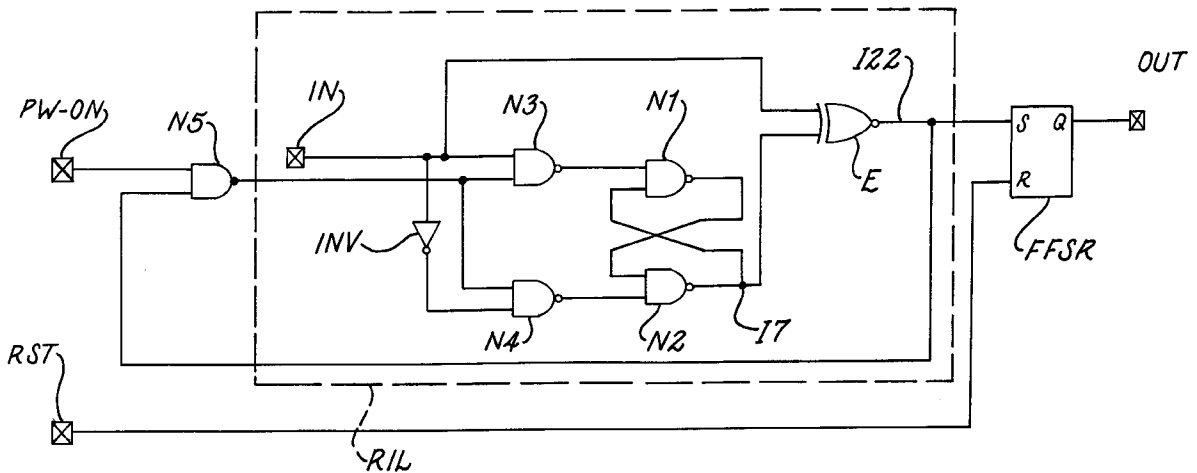 I22
OUT
PW-ON
N5
IN
N3
N1
E
S Q
R
FFSR
INV
N4
N2
I7
RST
RIL